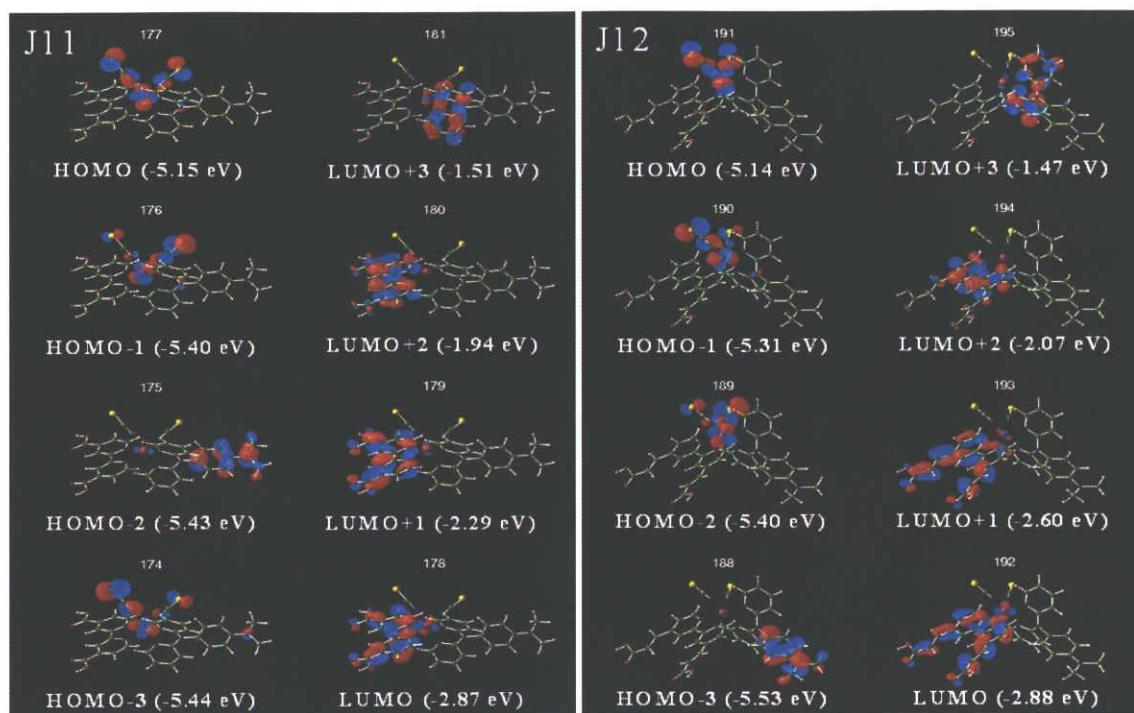 J11
177
181
HOMO (-5.15 eV)
LUMO+3 (-1.51 eV)
176
180
HOMO-1 (-5.40 eV)
LUMO+2 (-1.94 eV)
175
179
HOMO-2 (-5.43 eV)
LUMO+1 (-2.29 eV)
174
178
HOMO-3 (-5.44 eV)
LUMO (-2.87 eV)
J12
191
195
HOMO (-5.14 eV)
LUMO+3 (-1.47 eV)
190
194
HOMO-1 (-5.31 eV)
LUMO+2 (-2.07 eV)
189
193
HOMO-2 (-5.40 eV)
LUMO+1 (-2.60 eV)
188
192
HOMO-3 (-5.53 eV)
LUMO (-2.88 eV)